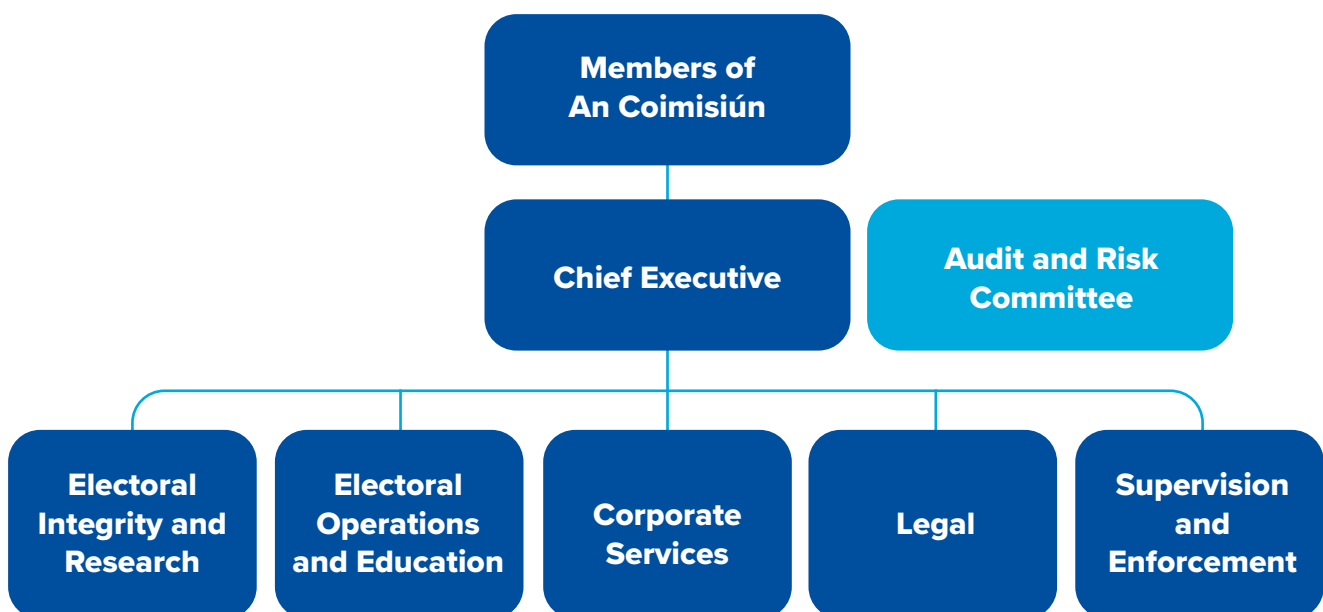 Members of
An Coimisiún
Chief Executive
Audit and Risk
Committee
Electoral
Integrity and
Research
Electoral
Operations
and Education
Corporate
Services
Legal
Supervision
and
Enforcement